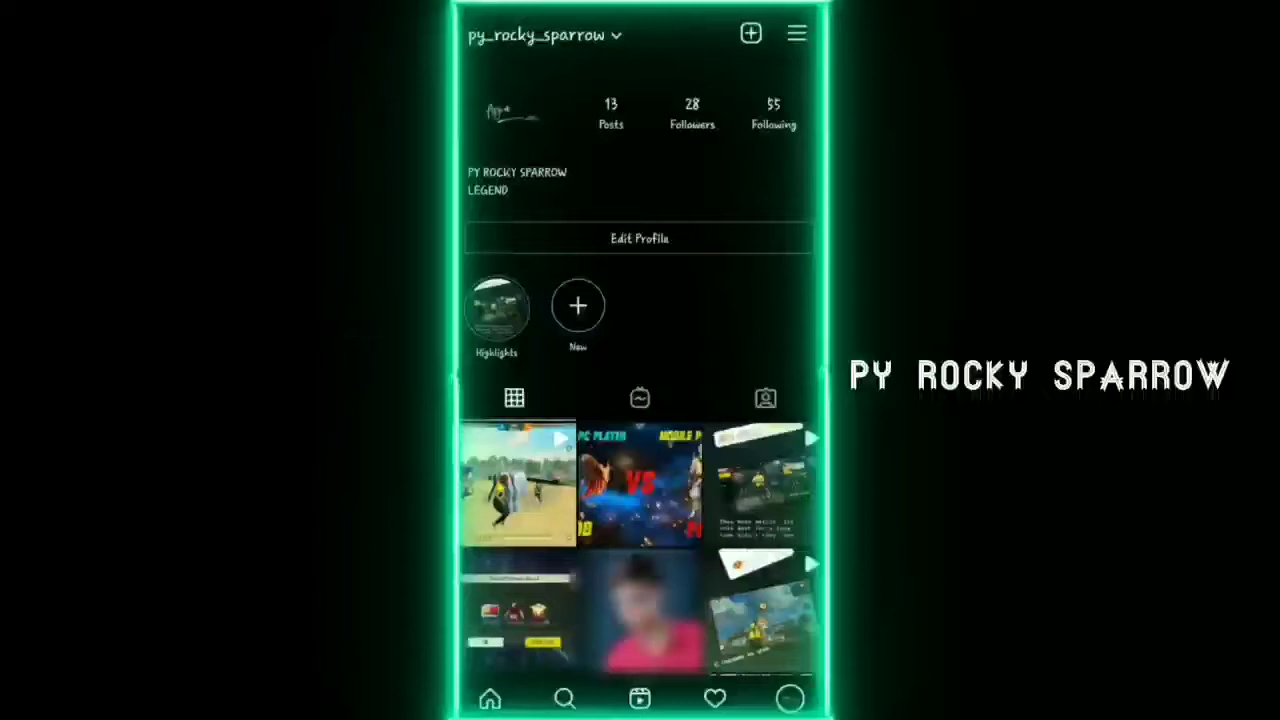 py_rocky_sparrow
13 28 55
Posts Followers Following
PY ROCKY SPARROW
LEGEND
Edit Profile
Highlights New
PY ROCKY SPARROW
PC PLAYER MOBILE P
VS